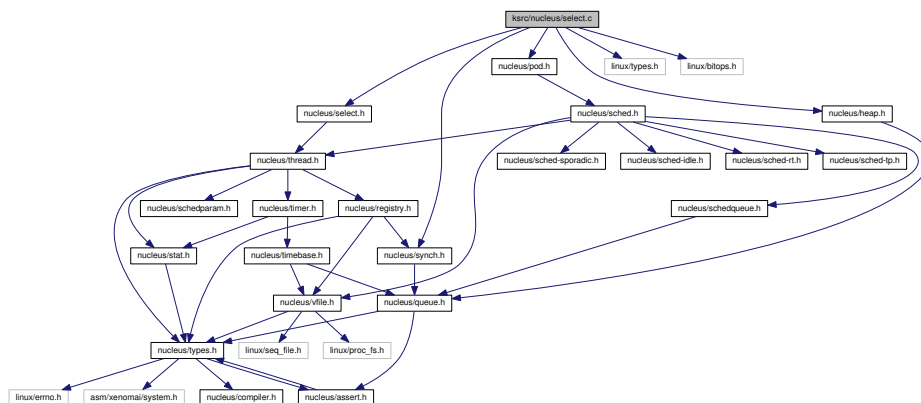 ksrc/nucleus/select.c
nucleus/pod.h
linux/types.h
linux/bitops.h
nucleus/select.h
nucleus/sched.h
nucleus/heap.h
nucleus/thread.h
nucleus/sched-sporadic.h
nucleus/sched-idle.h
nucleus/sched-rt.h
nucleus/sched-tp.h
nucleus/schedparam.h
nucleus/timer.h
nucleus/registry.h
nucleus/schedqueue.h
nucleus/stat.h
nucleus/timebase.h
nucleus/synch.h
nucleus/vfile.h
nucleus/queue.h
nucleus/types.h
linux/seq_file.h
linux/proc_fs.h
linux/errno.h
asm/xenomai/system.h
nucleus/compiler.h
nucleus/assert.h